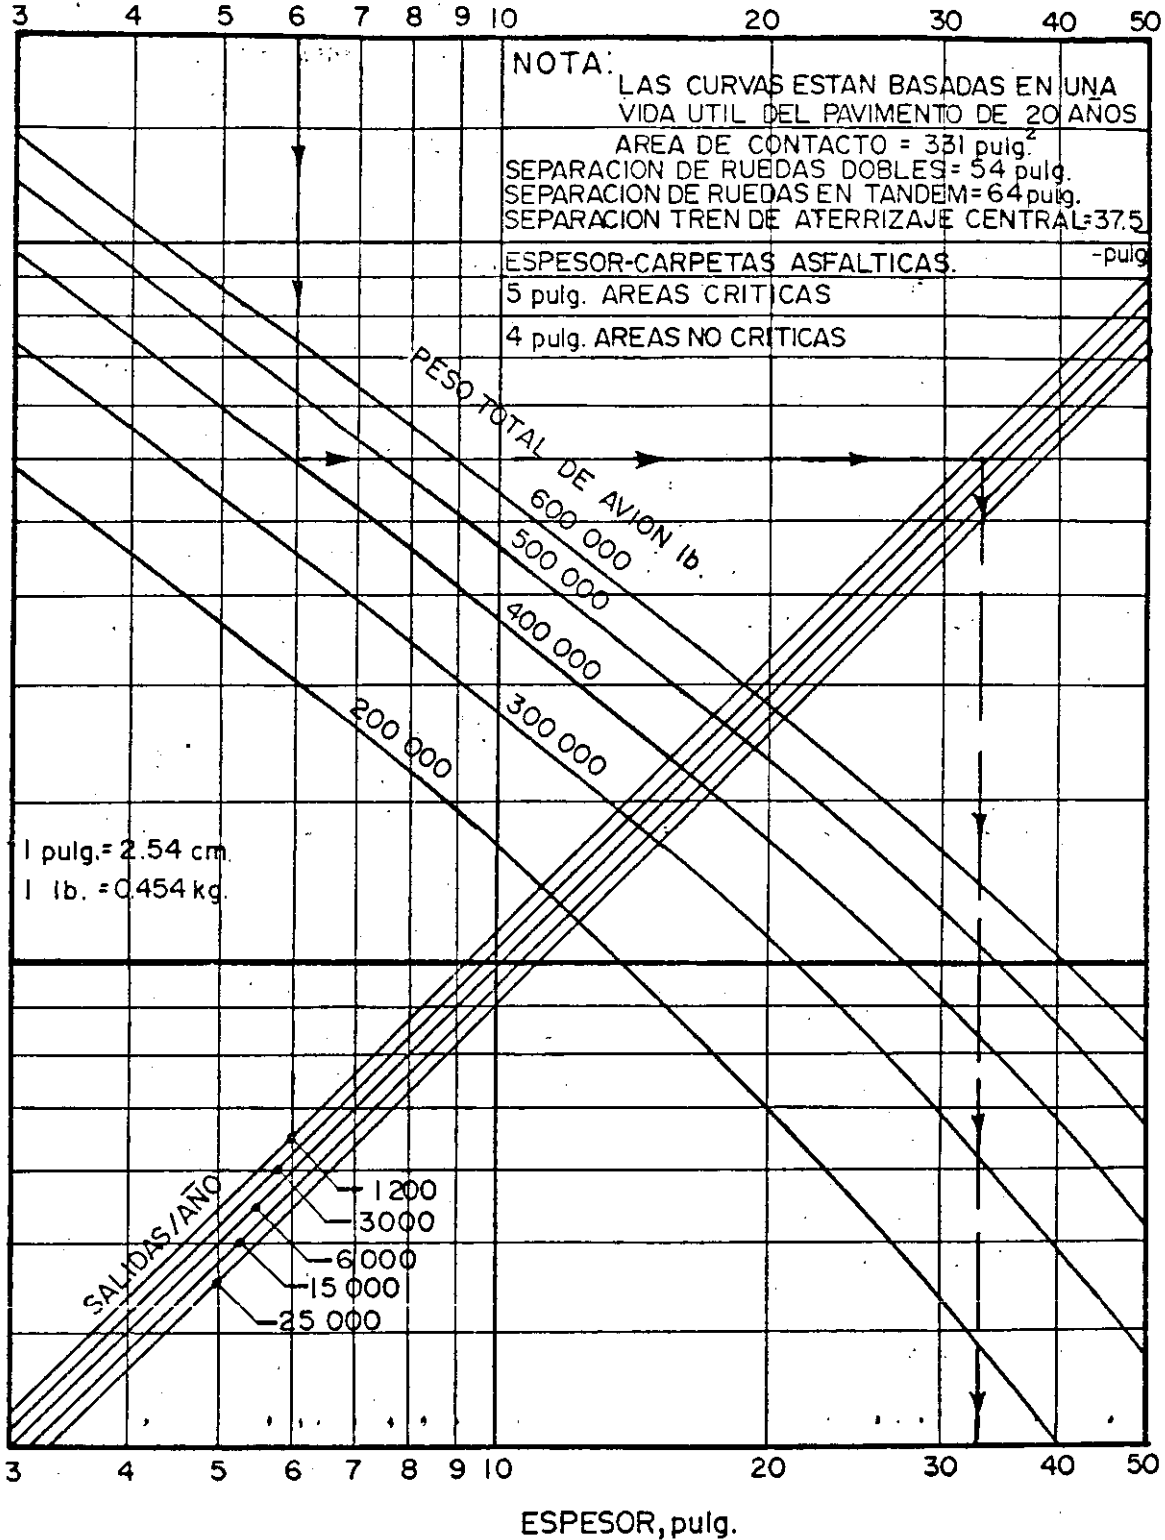 3 4 5 6 7 8 9 10 20 30 40 50
NOTA:
LAS CURVAS ESTAN BASADAS EN UNA
VIDA UTIL DEL PAVIMENTO DE 20 AÑOS
AREA DE CONTACTO = 331 pulg.²
SEPARACION DE RUEDAS DOBLES= 54 pulg.
SEPARACION DE RUEDAS EN TANDEM=64 pulg.
SEPARACION TREN DE ATERRIZAJE CENTRAL=37.5
-pulg
ESPESOR-CARPETAS ASFALTICAS.
5 pulg. AREAS CRITICAS
4 pulg. AREAS NO CRITICAS
PESO TOTAL DE AVION lb.
600 000
500 000
400 000
300 000
200 000
1 pulg.= 2.54 cm.
1 lb. =0.454 kg.
SALIDAS/AÑO
1200
3000
6000
15 000
25 000
3 4 5 6 7 8 9 10 20 30 40 50
ESPESOR, pulg.